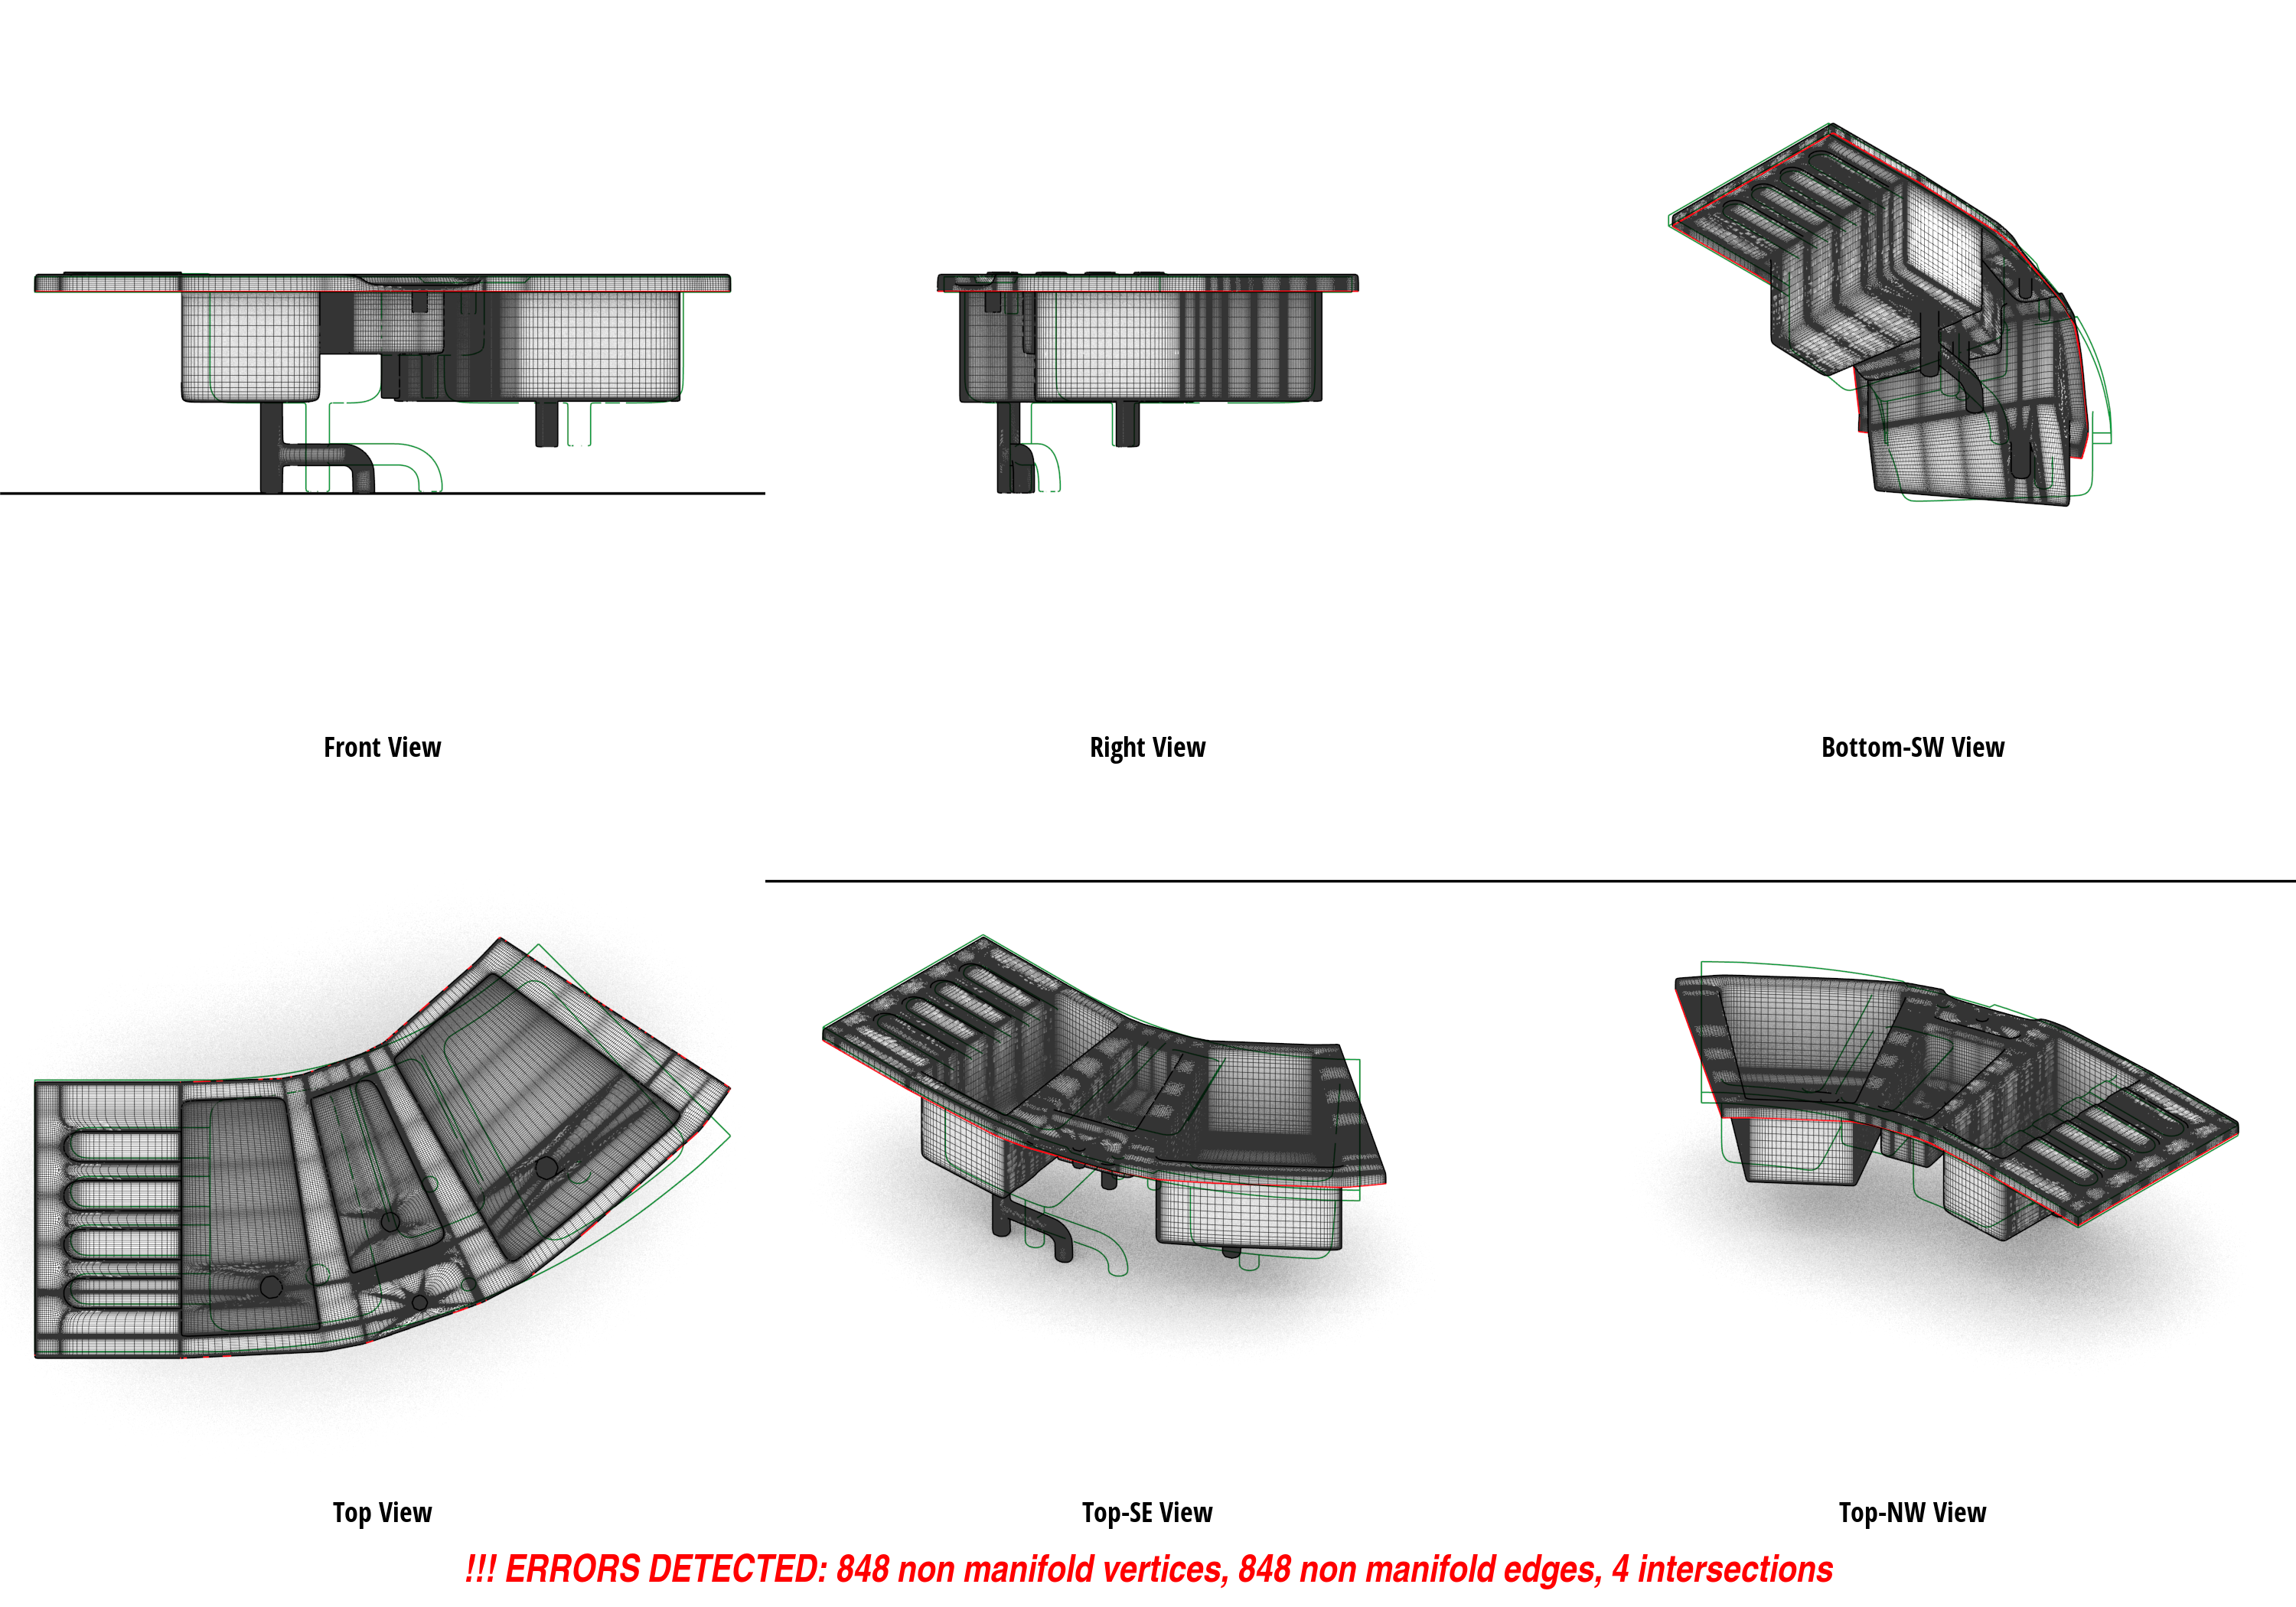 Front View
Right View
Bottom-SW View
Top View
Top-SE View
Top-NW View
!!! ERRORS DETECTED: 848 non manifold vertices, 848 non manifold edges, 4 intersections